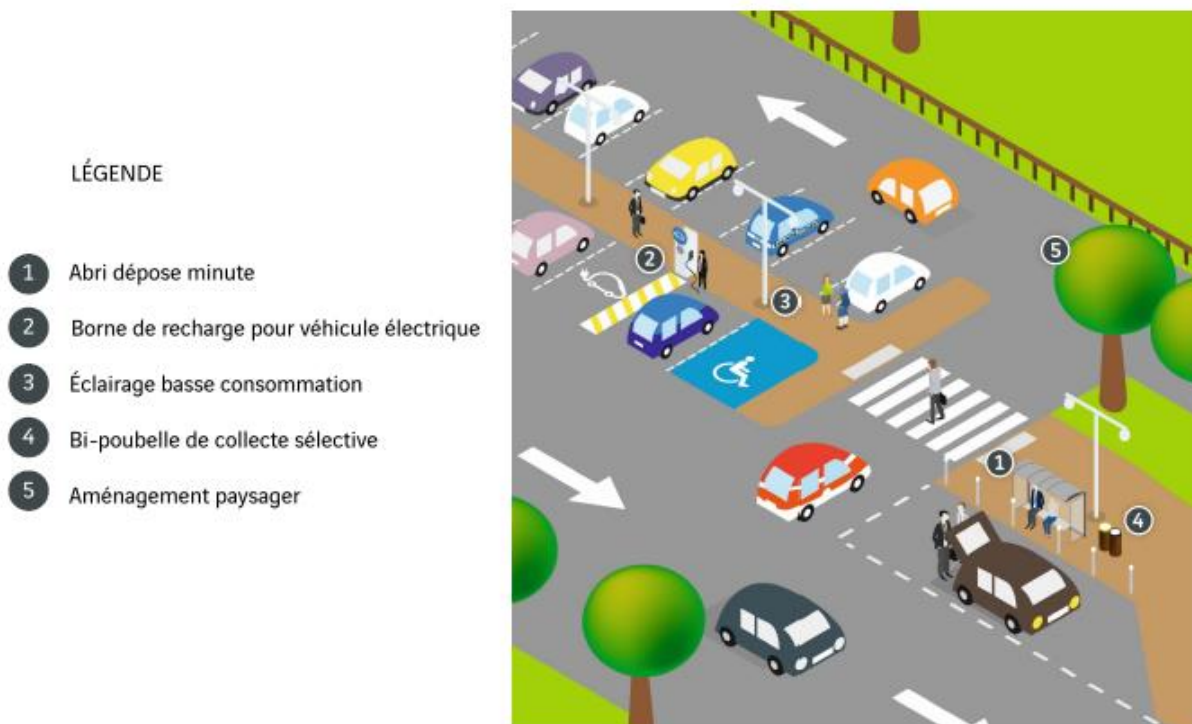 LÉGENDE
1 Abri dépose minute
2 Borne de recharge pour véhicule électrique
3 Éclairage basse consommation
4 Bi-poubelle de collecte sélective
5 Aménagement paysager
5
2
3
1
4